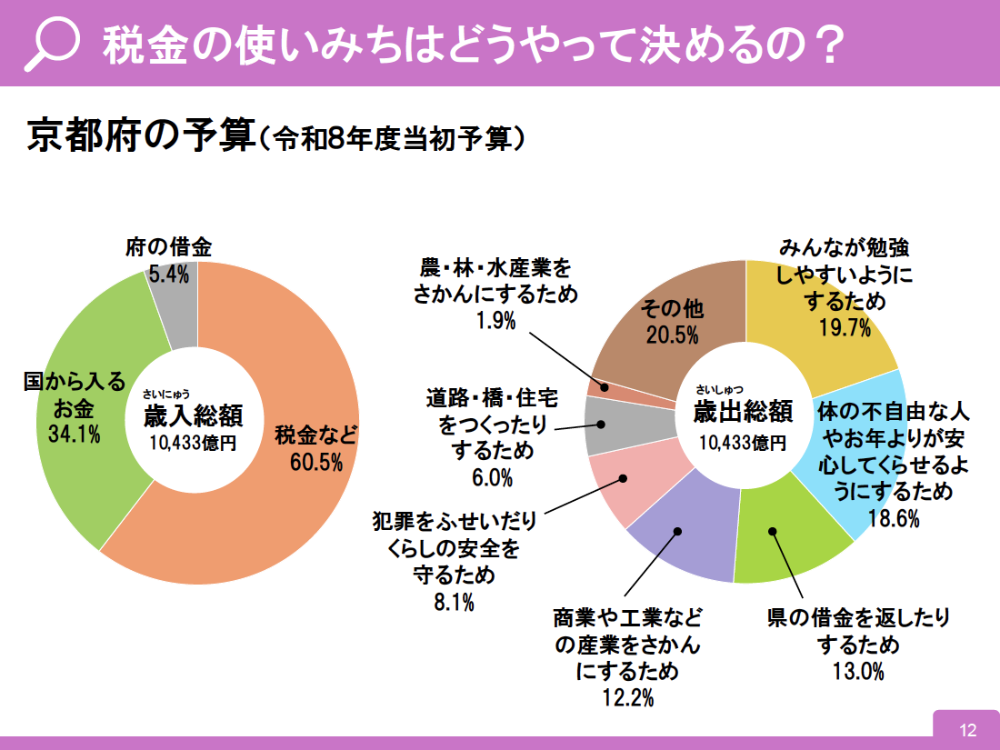 税金の使いみちはどうやって決めるの？
京都府の予算（令和8年度当初予算）
府の借金
5.4%
国から入る
お金
34.1%
さいにゅう
歳入総額
10,433億円
税金など
60.5%
農・林・水産業を
さかんにするため
1.9%
道路・橋・住宅
をつくったり
するため
6.0%
犯罪をふせいだり
くらしの安全を
守るため
8.1%
商業や工業など
の産業をさかん
にするため
12.2%
県の借金を返したり
するため
13.0%
その他
20.5%
さいしゅつ
歳出総額
10,433億円
みんなが勉強
しやすいように
するため
19.7%
体の不自由な人
やお年よりが安
心してくらせるよ
うにするため
18.6%
12